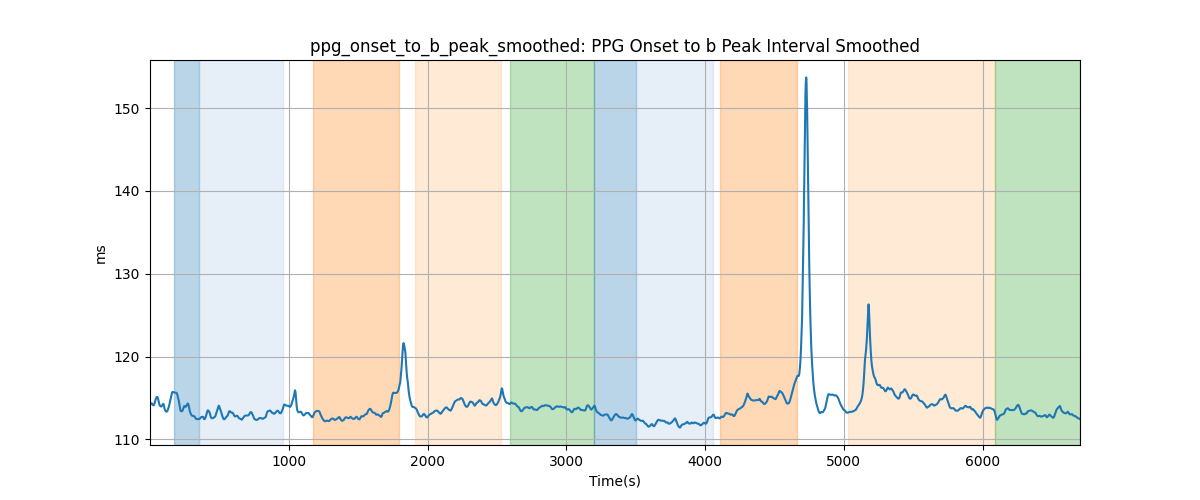 ppg_onset_to_b_peak_smoothed: PPG Onset to b Peak Interval Smoothed
150
140
130
120
110
ms
1000 2000 3000 4000 5000 6000
Time(s)